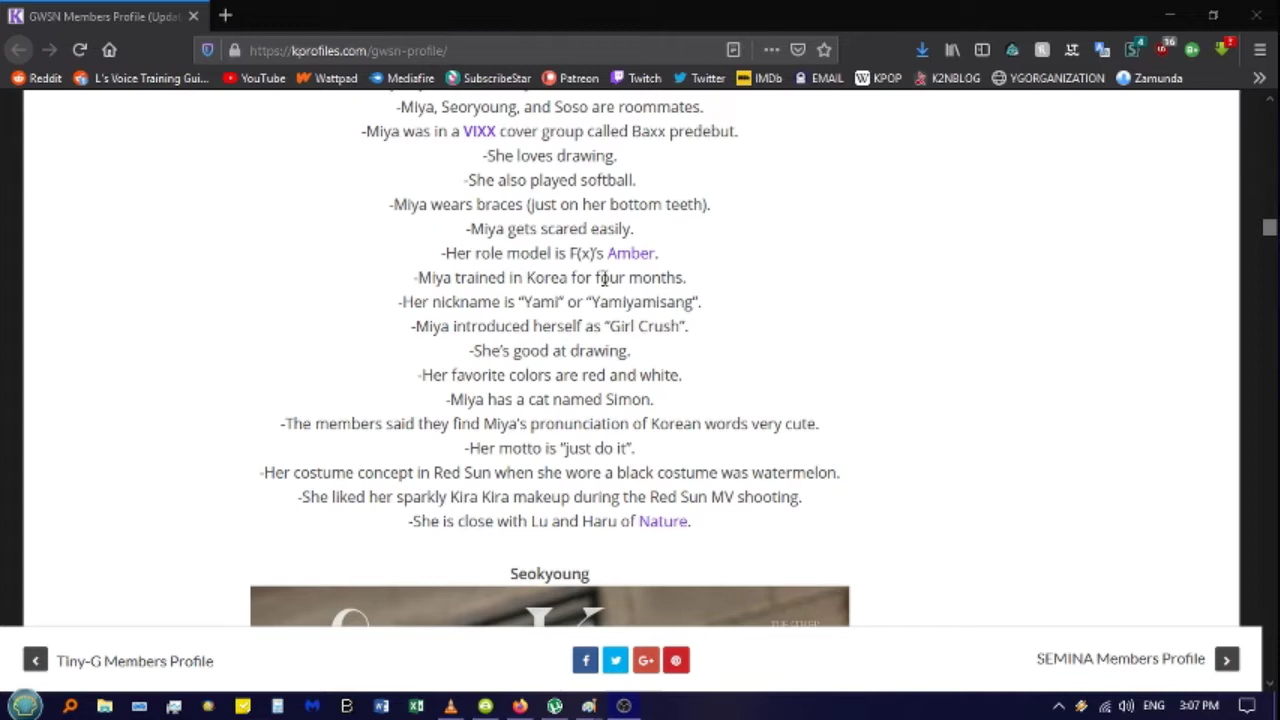 GWSN Members Profile (Updat
https://kprofiles.com/gwsn-profile/
4
16
Reddit
L's Voice Training Gui...
YouTube
Wattpad
Mediafire
SubscribeStar
Patreon
Twitch
Twitter
IMDb
EMAIL
KPOP
K2NBLOG
YGORGANIZATION
Zamunda
-Miya, Seoryoung, and Soso are roommates.
-Miya was in a VIXX cover group called Baxx predebut.
-She loves drawing.
-She also played softball.
-Miya wears braces (just on her bottom teeth).
-Miya gets scared easily.
-Her role model is F(x)'s Amber.
-Miya trained in Korea for four months.
-Her nickname is “Yami” or “Yamiyamisang”.
-Miya introduced herself as “Girl Crush”.
-She's good at drawing.
-Her favorite colors are red and white.
-Miya has a cat named Simon.
-The members said they find Miya's pronunciation of Korean words very cute.
-Her motto is “just do it”.
-Her costume concept in Red Sun when she wore a black costume was watermelon.
-She liked her sparkly Kira Kira makeup during the Red Sun MV shooting.
-She is close with Lu and Haru of Nature.
Seokyoung
Tiny-G Members Profile
SEMINA Members Profile
ENG
3:07 PM